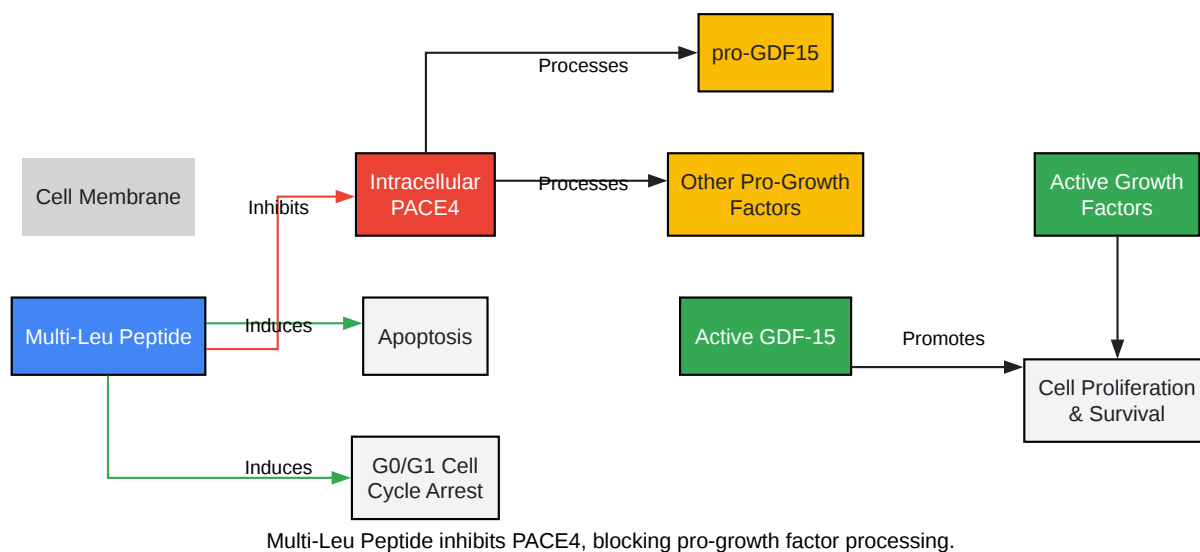 pro-GDF15
Processes
Cell Membrane
Inhibits
Intracellular
PACE4
Processes
Other Pro-Growth
Factors
Active Growth
Factors
Multi-Leu Peptide
Induces
Apoptosis
Active GDF-15
Promotes
Cell Proliferation
& Survival
Induces
G0/G1 Cell
Cycle Arrest
Multi-Leu Peptide inhibits PACE4, blocking pro-growth factor processing.